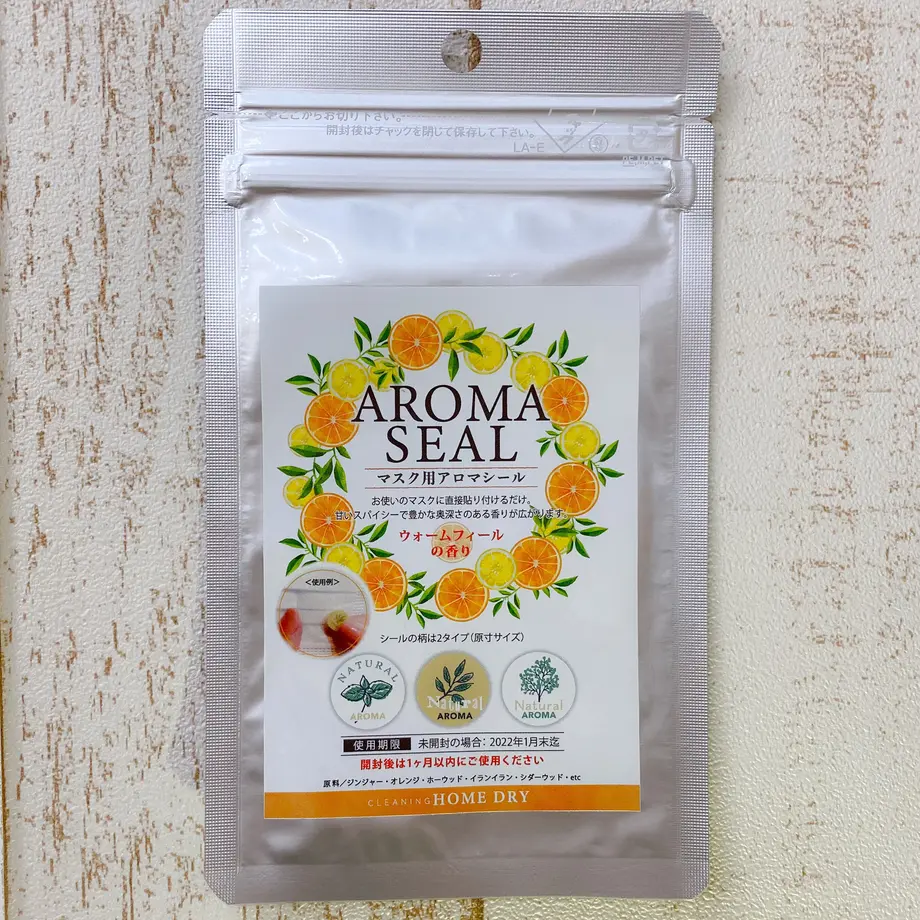 ここからお切り下さい。
開封後はチャックを閉じて保存して下さい。
LA-E
PE,M,PET
AROMA
SEAL
マスク用アロマシール
お使いのマスクに直接貼り付けるだけ。
甘いスパイシーで豊かな奥深さのある香りが広がります。
ウォームフィール
の香り
＜使用例＞
シールの柄は2タイプ（原寸サイズ）
NATURAL
AROMA
Natural
AROMA
Natural
AROMA
使用期限 未開封の場合：2022年1月末迄
開封後は1ヶ月以内にご使用ください
原料／ジンジャー・オレンジ・ホーウッド・イランイラン・シダーウッド・etc
CLEANING HOME DRY